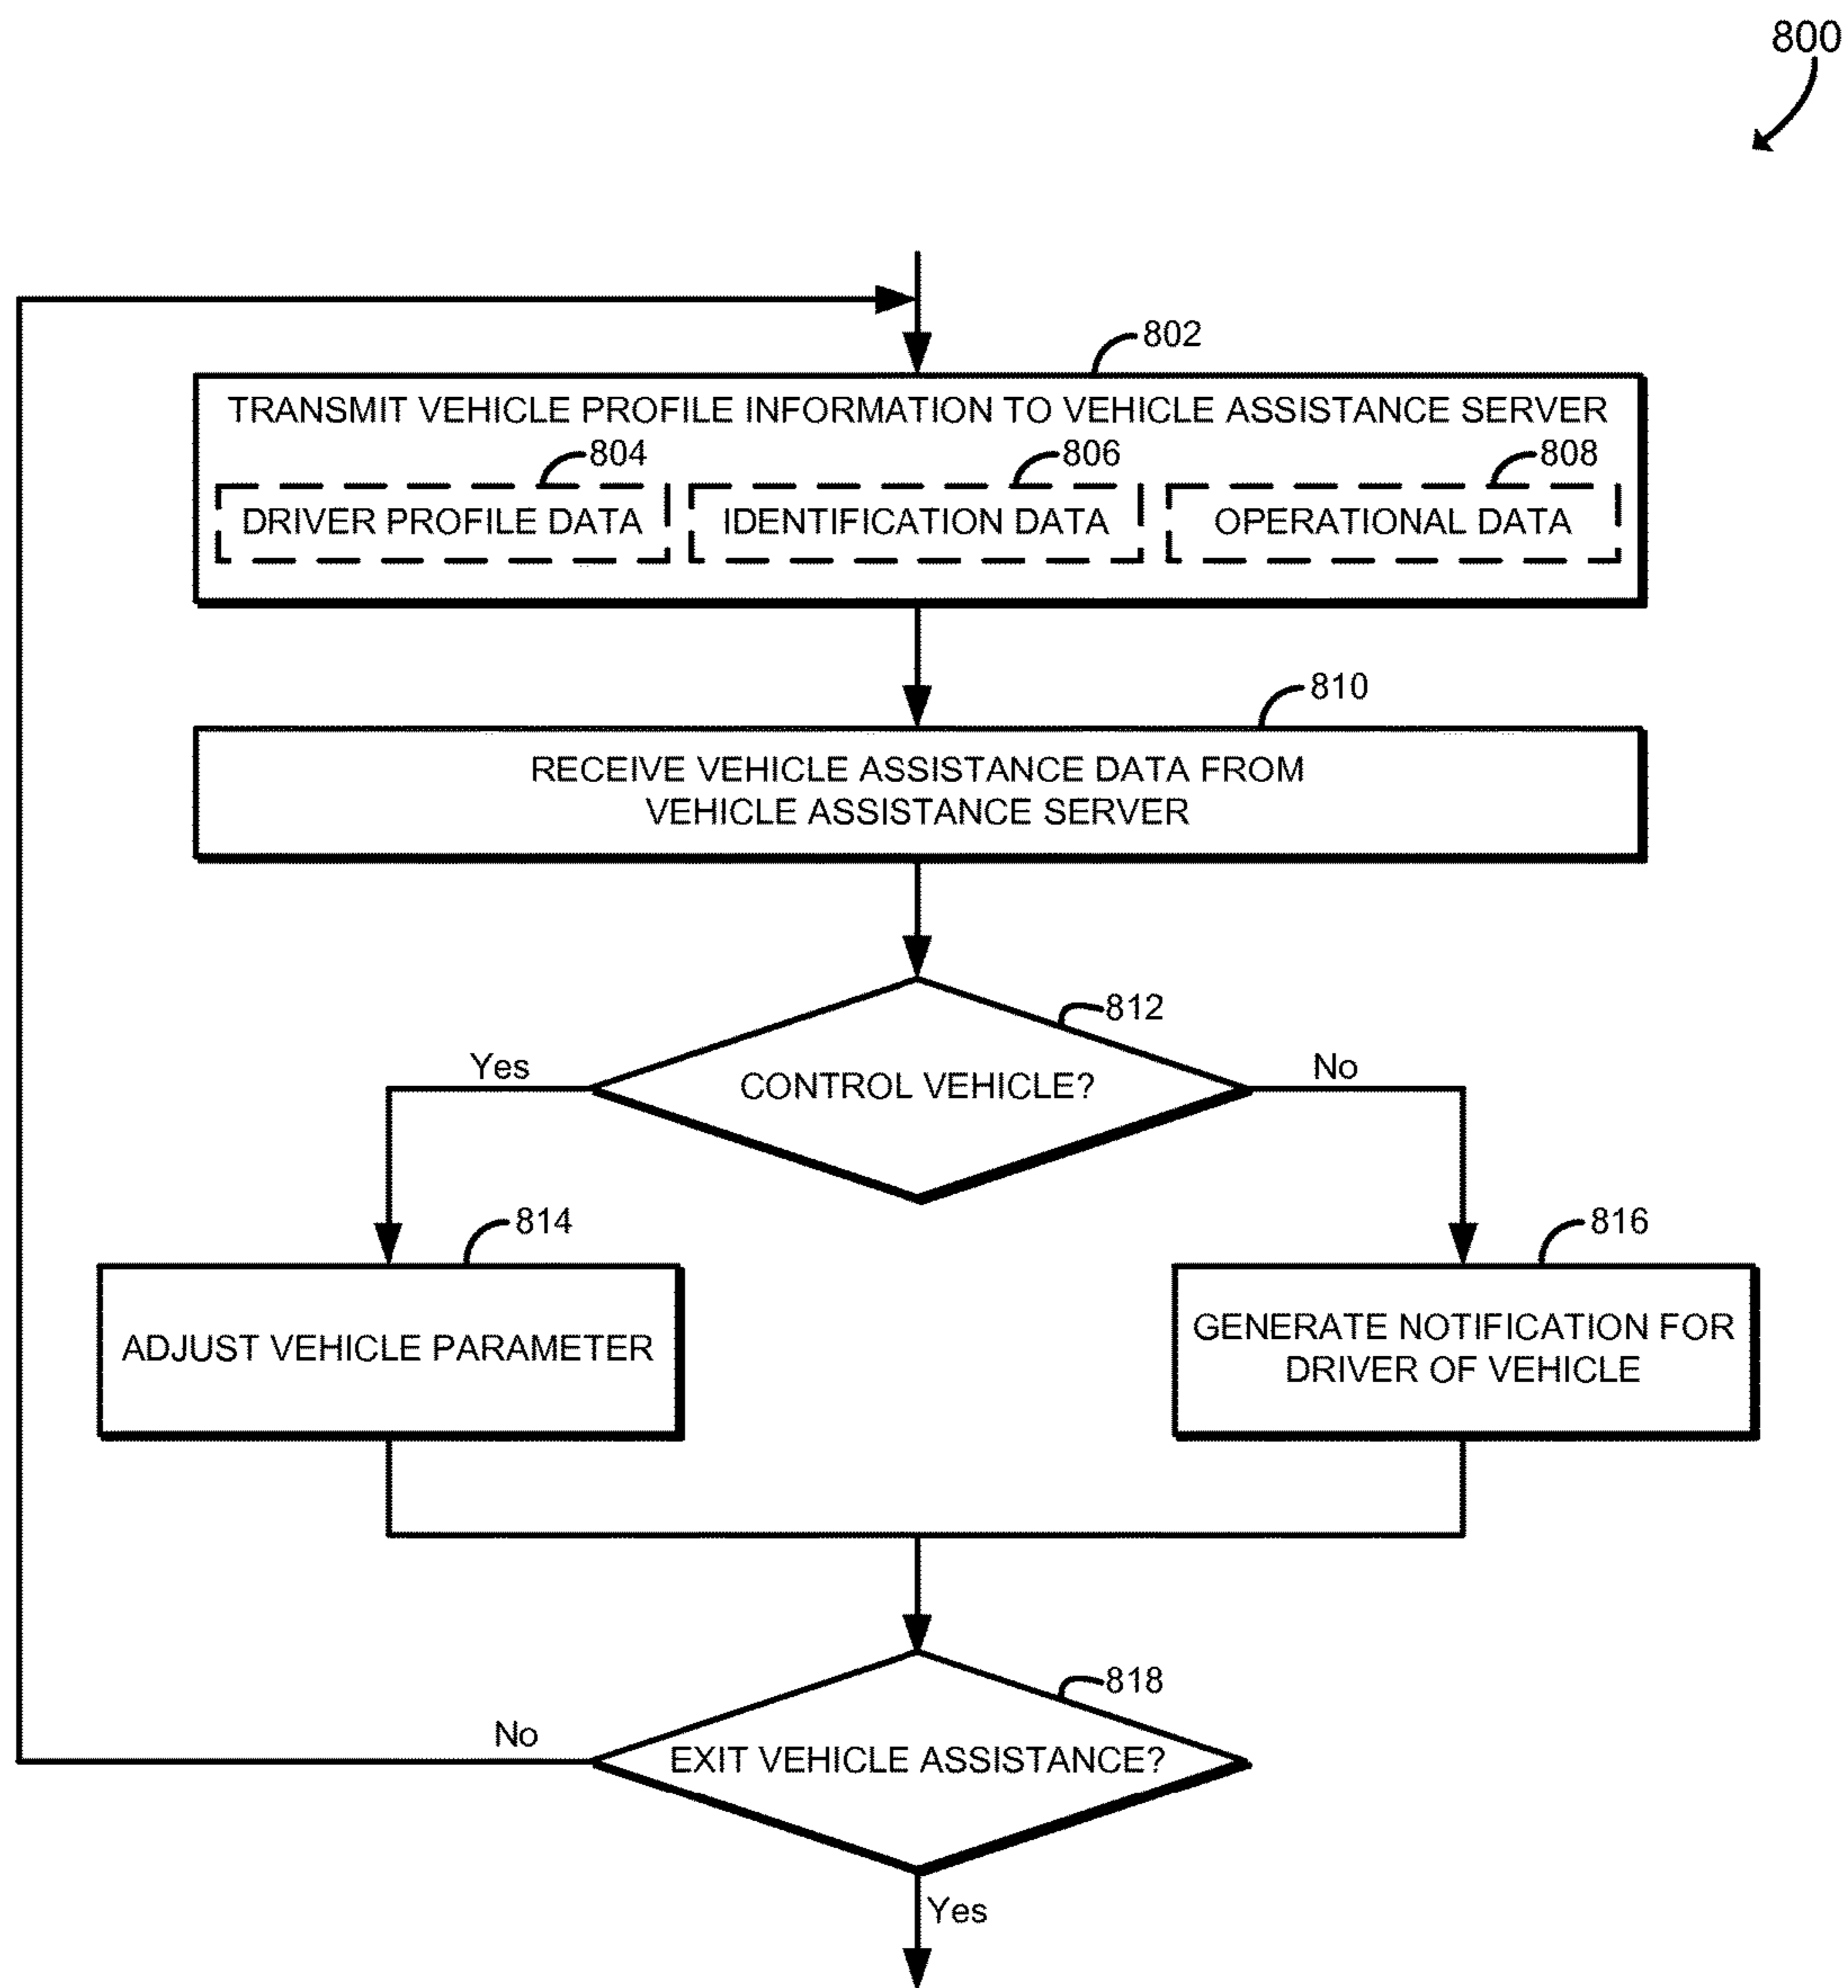 800
802
TRANSMIT VEHICLE PROFILE INFORMATION TO VEHICLE ASSISTANCE SERVER
804
806
808
DRIVER PROFILE DATA
IDENTIFICATION DATA
OPERATIONAL DATA
810
RECEIVE VEHICLE ASSISTANCE DATA FROM
VEHICLE ASSISTANCE SERVER
812
Yes
CONTROL VEHICLE?
No
814
816
ADJUST VEHICLE PARAMETER
GENERATE NOTIFICATION FOR
DRIVER OF VEHICLE
818
No
EXIT VEHICLE ASSISTANCE?
Yes